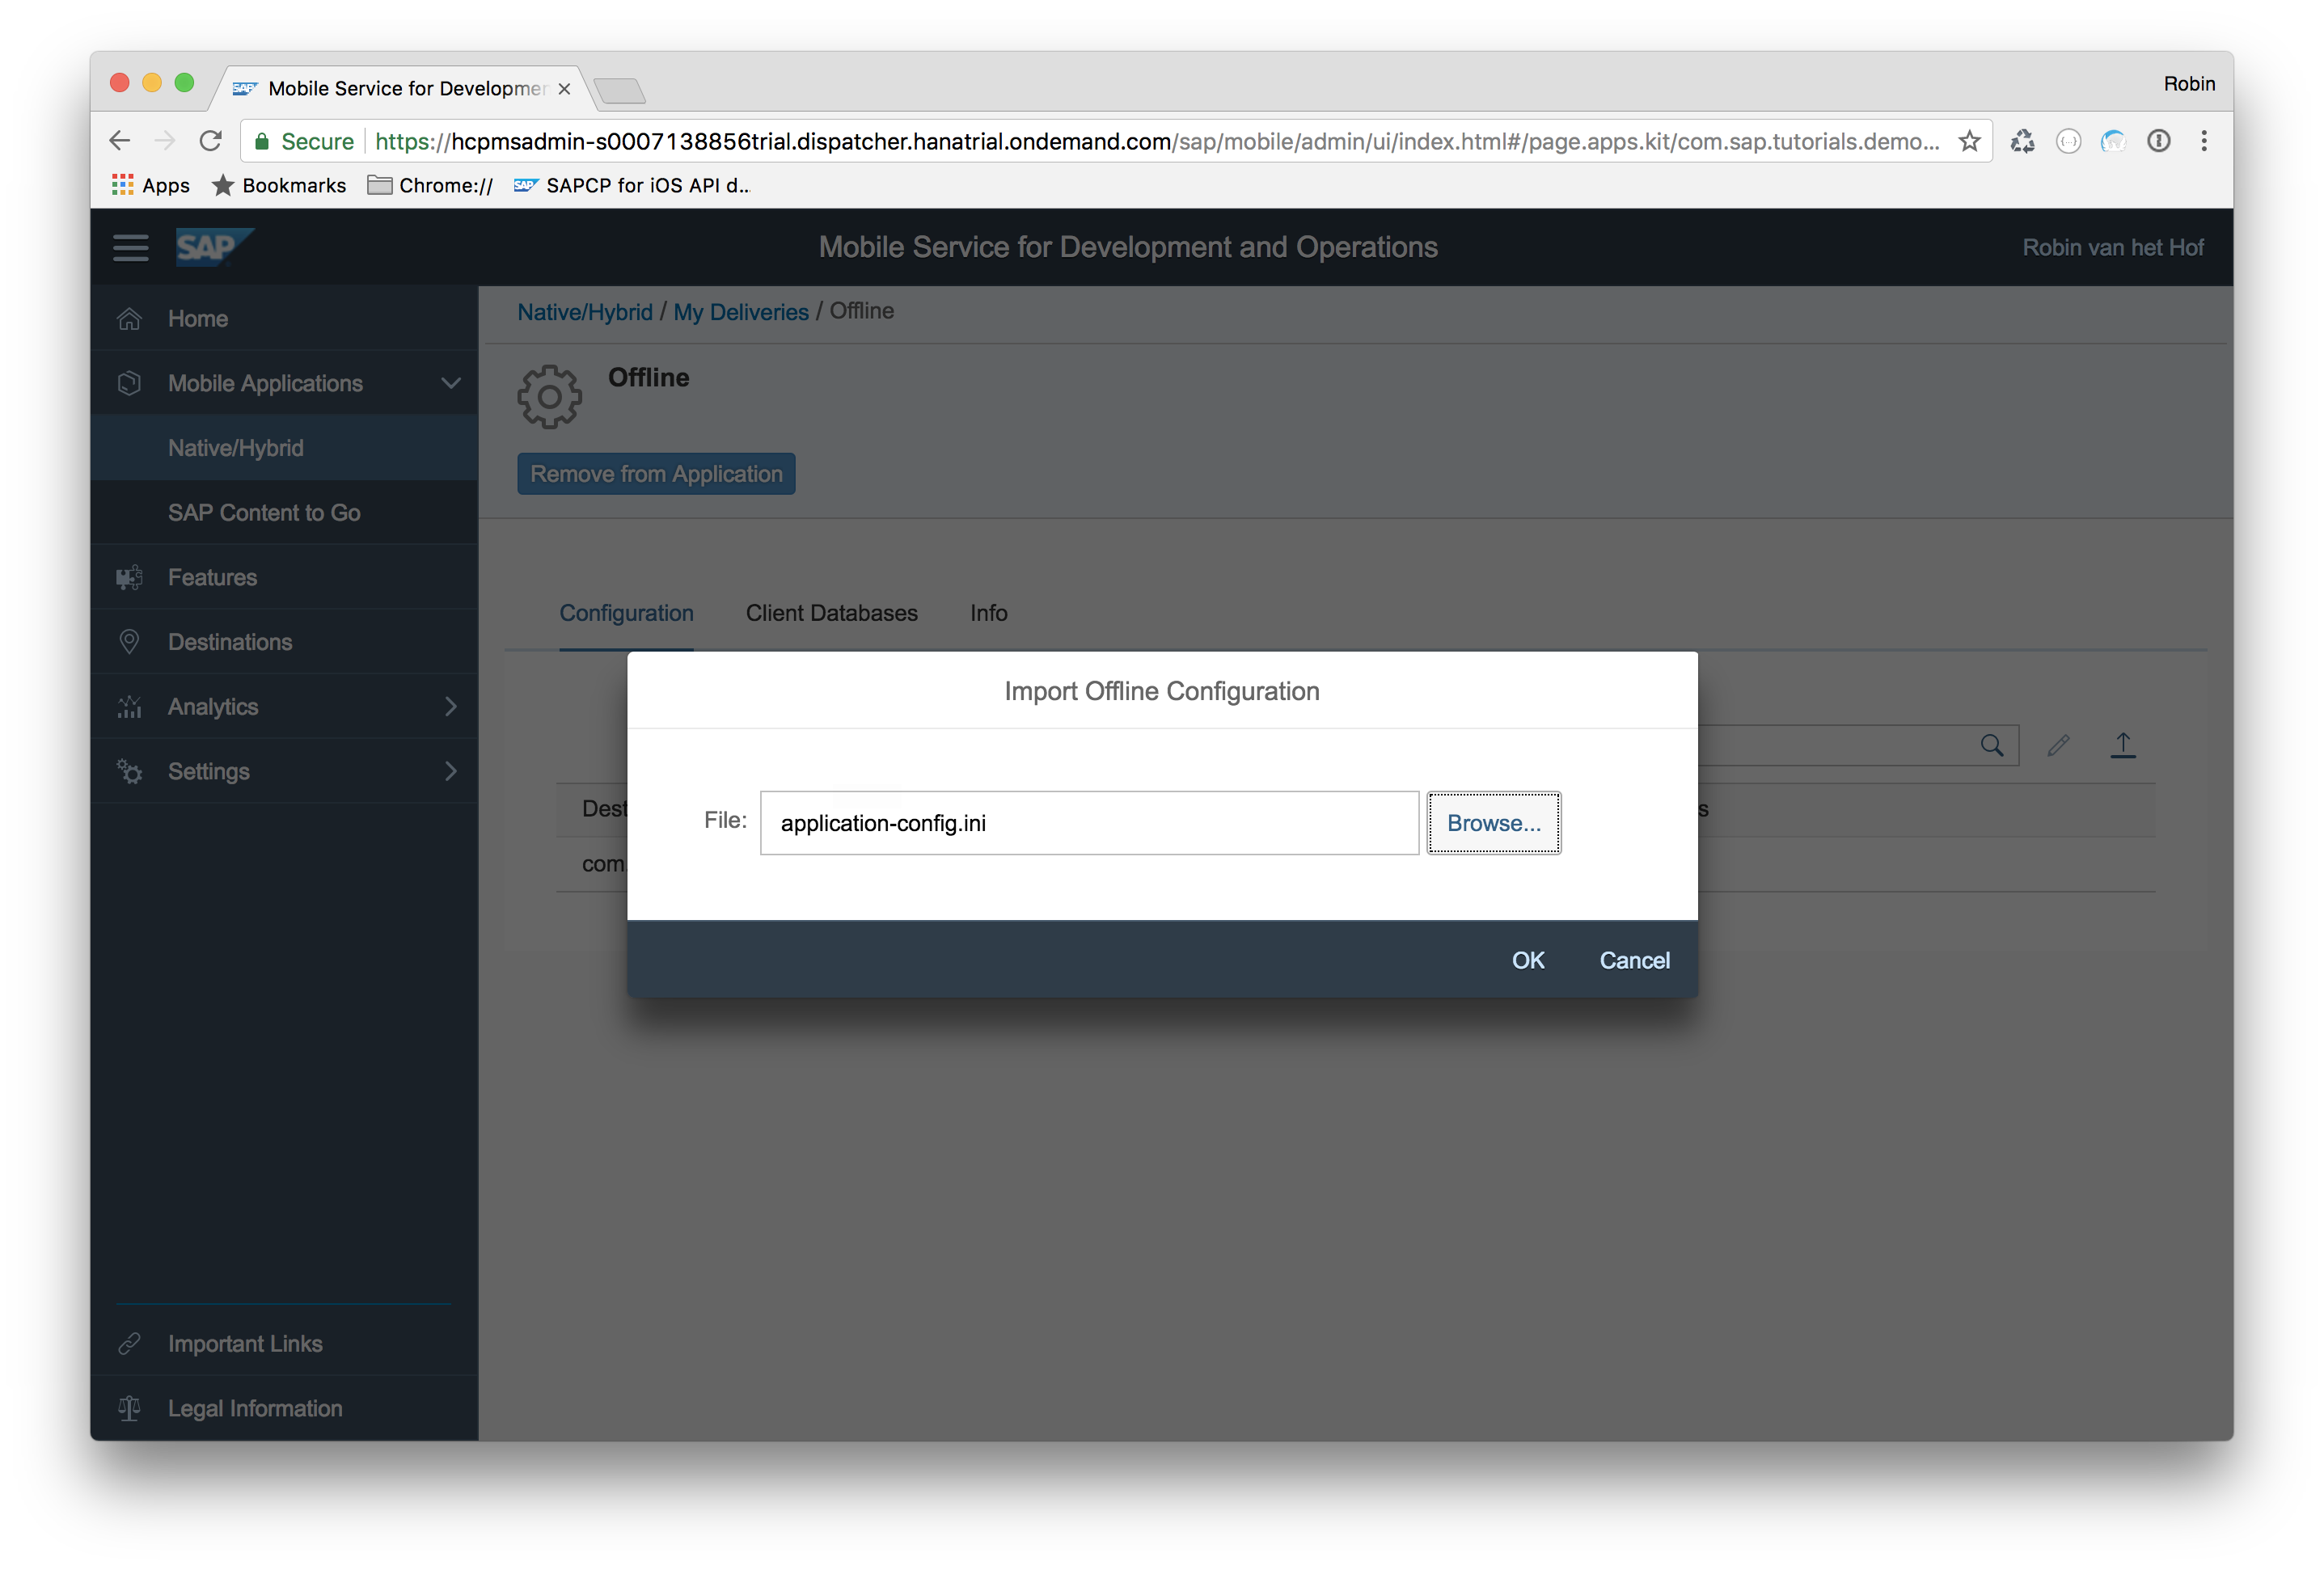 Mobile Service for Developmen
Robin
Secure https://hcpmsadmin-s0007138856trial.dispatcher.hanatrial.ondemand.com/sap/mobile/admin/ui/index.html#/page.apps.kit/com.sap.tutorials.demo...
Apps Bookmarks Chrome:// SAP SAPCP for iOS API d...
SAP Mobile Service for Development and Operations Robin van het Hof
Home
Mobile Applications
Native/Hybrid
SAP Content to Go
Features
Destinations
Analytics
Settings
Important Links
Legal Information
Native/Hybrid / My Deliveries / Offline
Offline
Remove from Application
Configuration Client Databases Info
Dest
s
com.
Import Offline Configuration
File: application-config.ini Browse...
OK Cancel